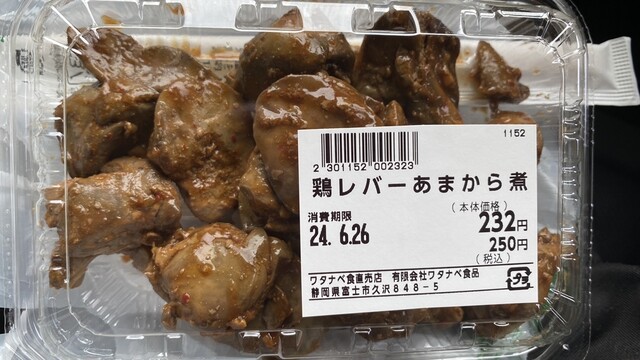 1152
2 301152 002323
鶏レバーあまから煮
消費期限
24. 6.26
(本体価格)
232円
250円
(税込)
ワタナベ食直売店 有限会社ワタナベ食品
静岡県富士市久沢848-5
プラ